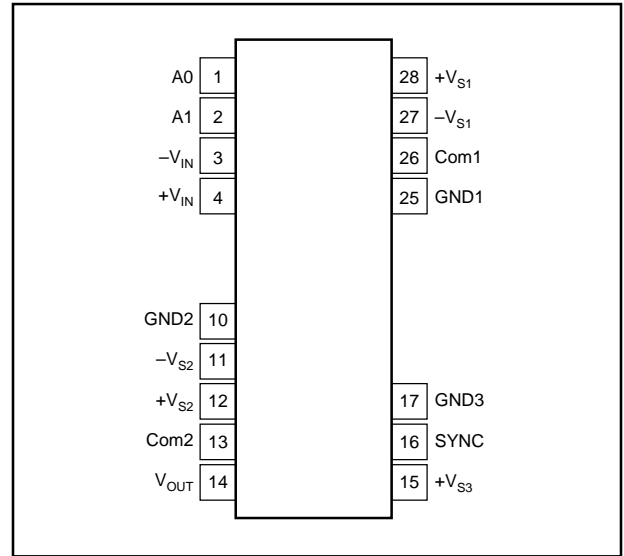 A0 1 28 +VS1
A1 2 27 –VS1
–VIN 3 26 Com1
+VIN 4 25 GND1
GND2 10
–VS2 11
+VS2 12 17 GND3
Com2 13 16 SYNC
VOUT 14 15 +VS3